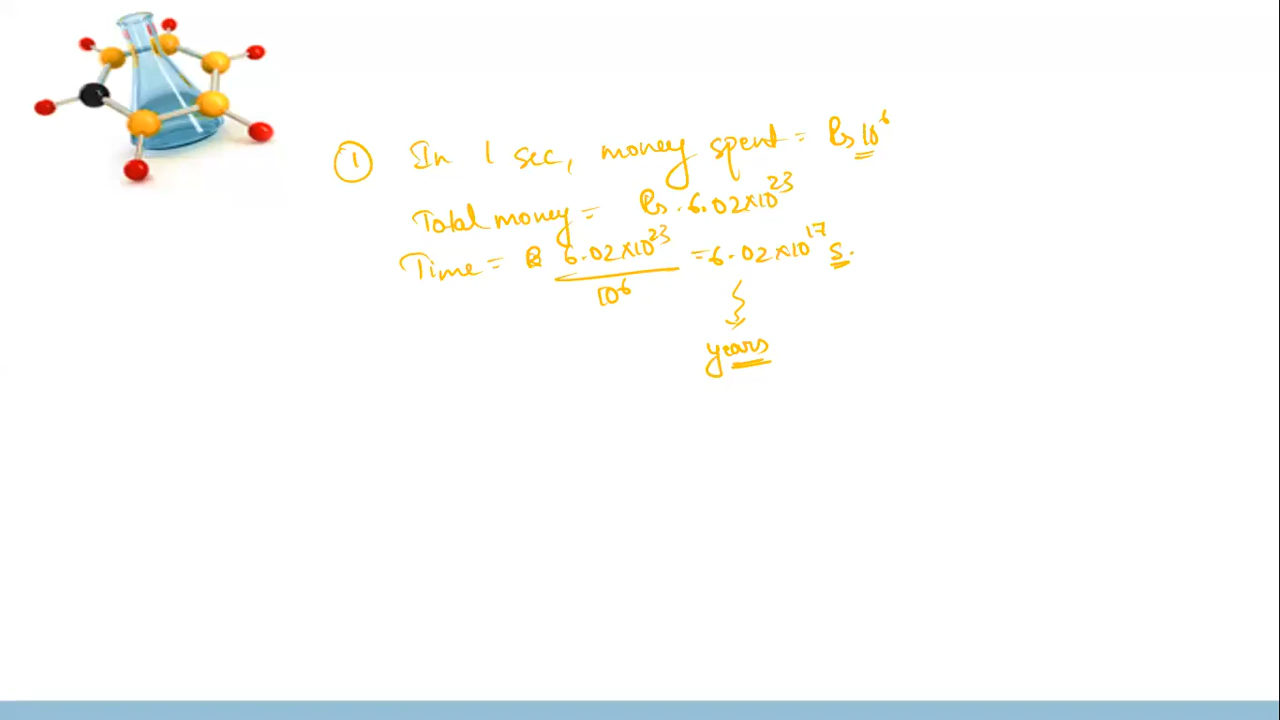 ① In 1 sec, money spent = Rs 10⁶
Total money = Rs. 6.02×10²³
Time = 6.02×10²³ / 10⁶ = 6.02×10¹⁷ s.
years